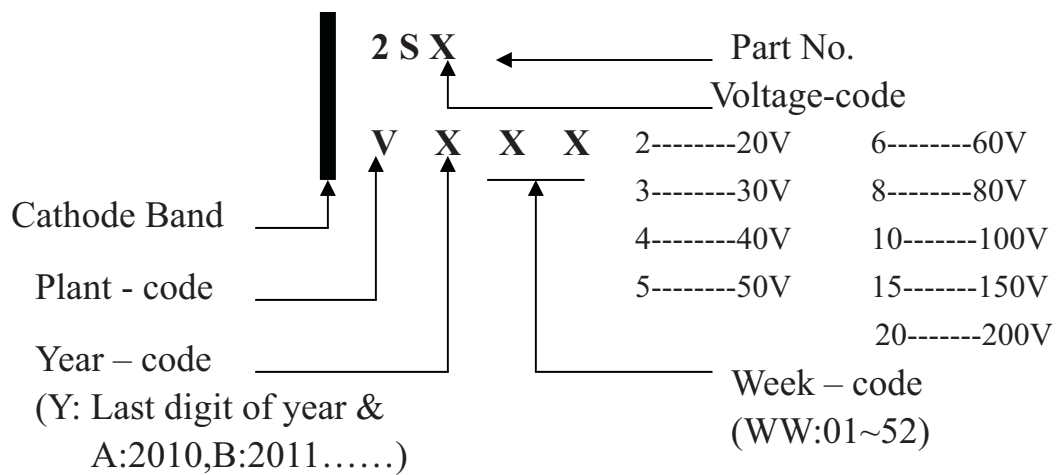 2 S X Part No.
Voltage-code
V X X X
2--------20V 6--------60V
3--------30V 8--------80V
4--------40V 10-------100V
5--------50V 15-------150V
20-------200V
Cathode Band
Plant - code
Year – code
(Y: Last digit of year &
A:2010,B:2011……)
Week – code
(WW:01~52)